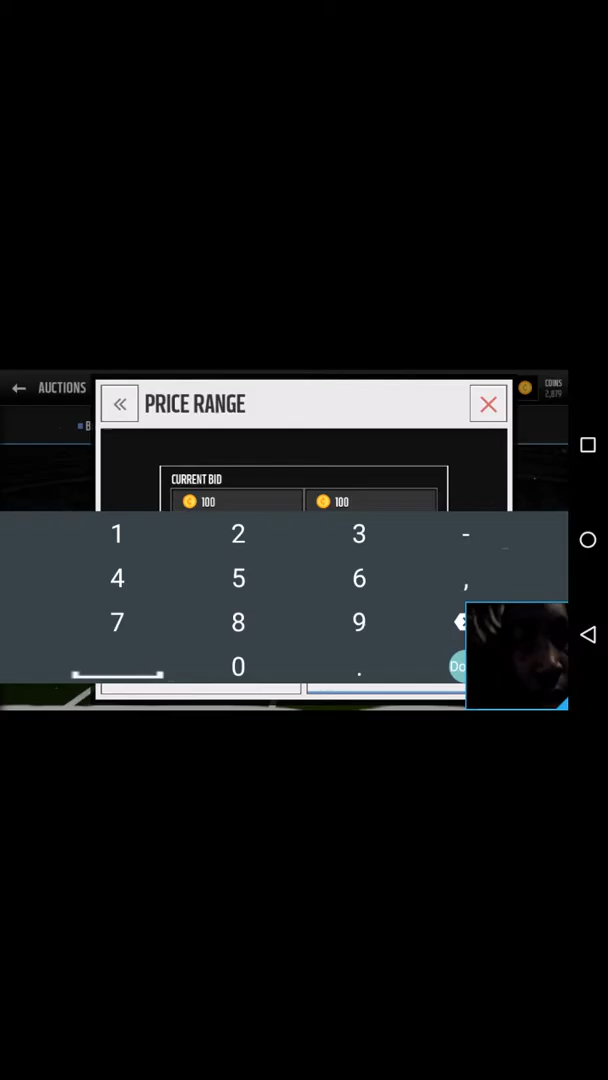 AUCTIONS
PRICE RANGE
COINS
2,879
B
CURRENT BID
100 100
1 2 3 -
4 5 6 ,
7 8 9
0 .
Do